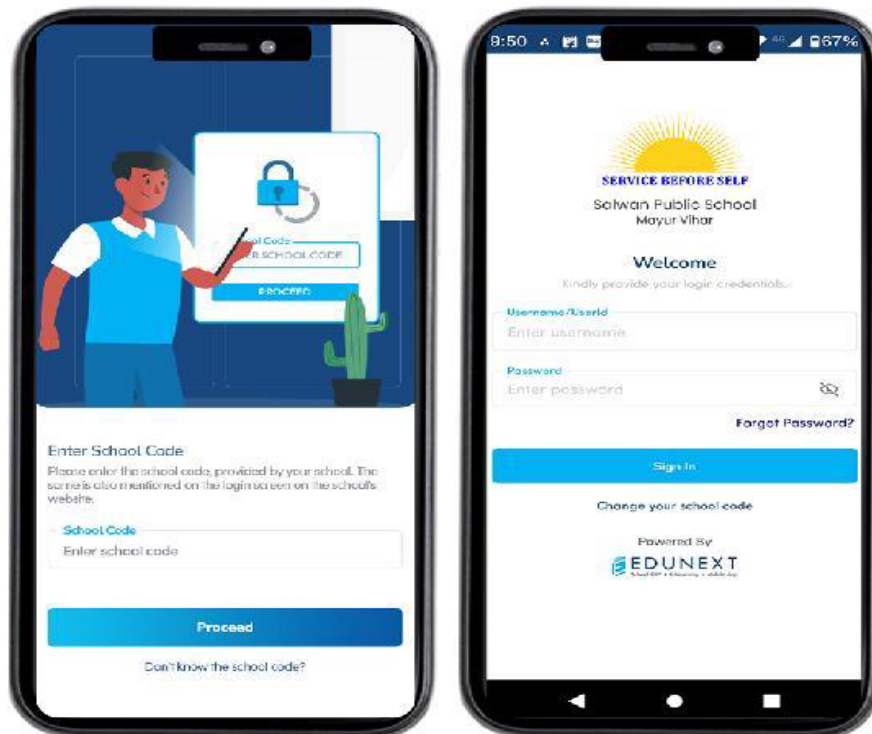 ol Code
ER SCHOOL CODE
PROCEED
Enter School Code
Please enter the school code, provided by your school. The
same is also mentioned on the login screen on the school's
website.
School Code
Enter school code
Proceed
Don't know the school code?
9:50
4G
67%
SERVICE BEFORE SELF
Salwan Public School
Mayur Vihar
Welcome
Kindly provide your login credentials.
Username/UserId
Enter username
Password
Enter password
Forgot Password?
Sign-In
Change your school code
Powered By
EDUNEXT